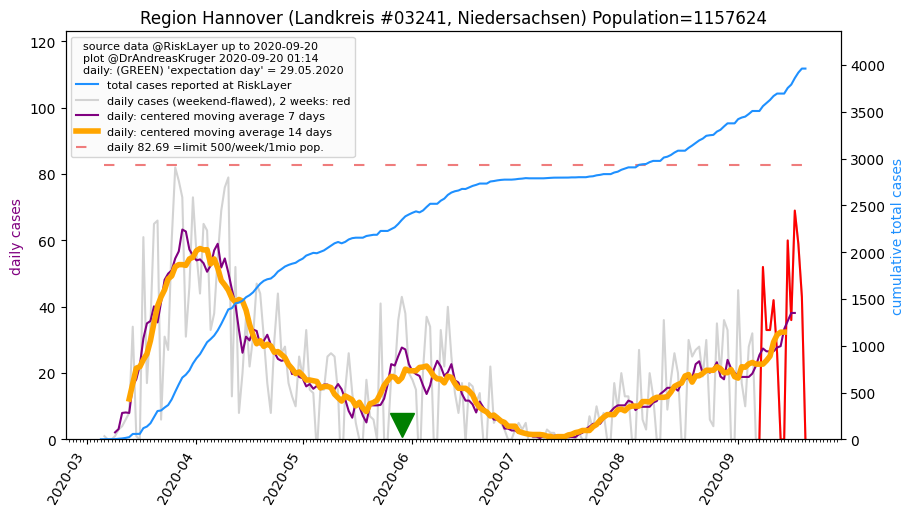 Region Hannover (Landkreis #03241, Niedersachsen) Population=1157624
source data @RiskLayer up to 2020-09-20
plot @DrAndreasKruger 2020-09-20 01:14
daily: (GREEN) 'expectation day' = 29.05.2020
total cases reported at RiskLayer
daily cases (weekend-flawed), 2 weeks: red
daily: centered moving average 7 days
daily: centered moving average 14 days
daily 82.69 =limit 500/week/1mio pop.
daily cases
120
100
80
60
40
20
0
cumulative total cases
4000
3500
3000
2500
2000
1500
1000
500
0
2020-03
2020-04
2020-05
2020-06
2020-07
2020-08
2020-09